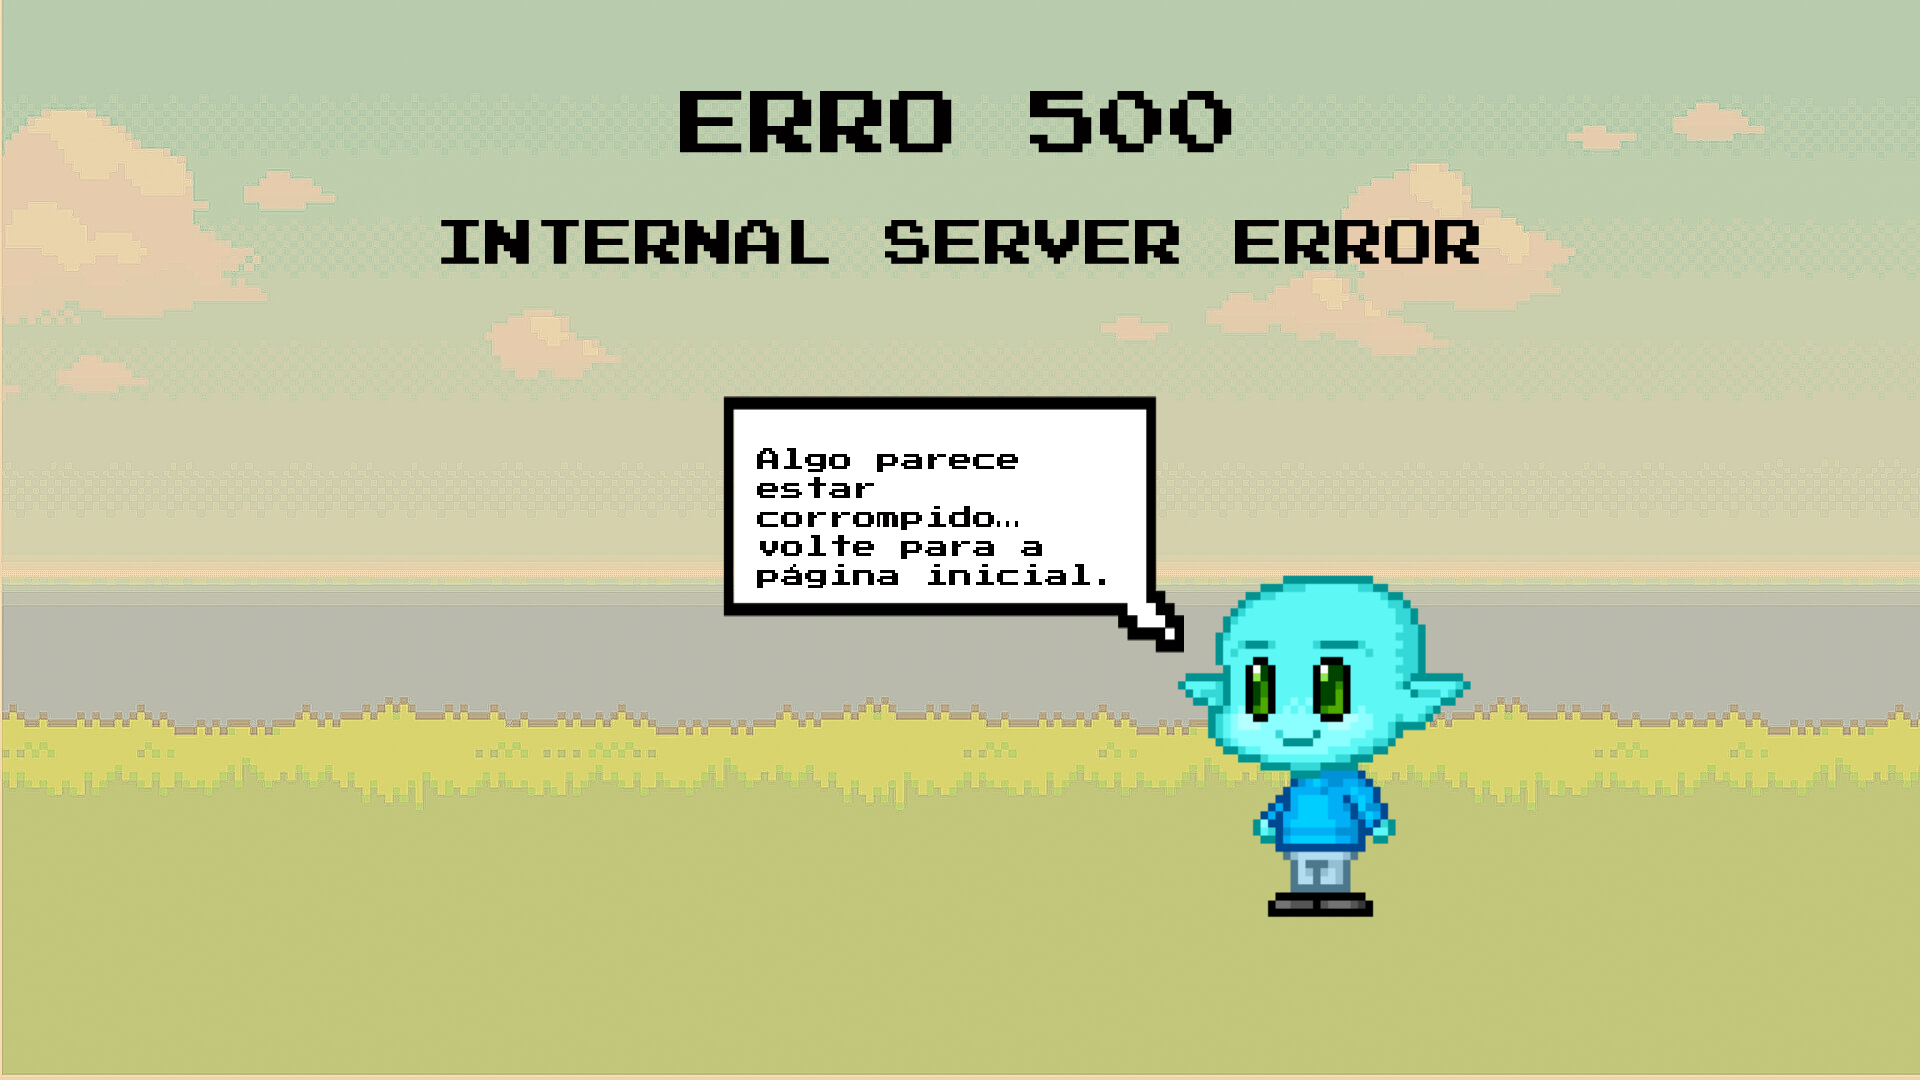 ERRO 500
INTERNAL SERVER ERROR
Algo parece
estar
corrompido...
volte para a
página inicial.